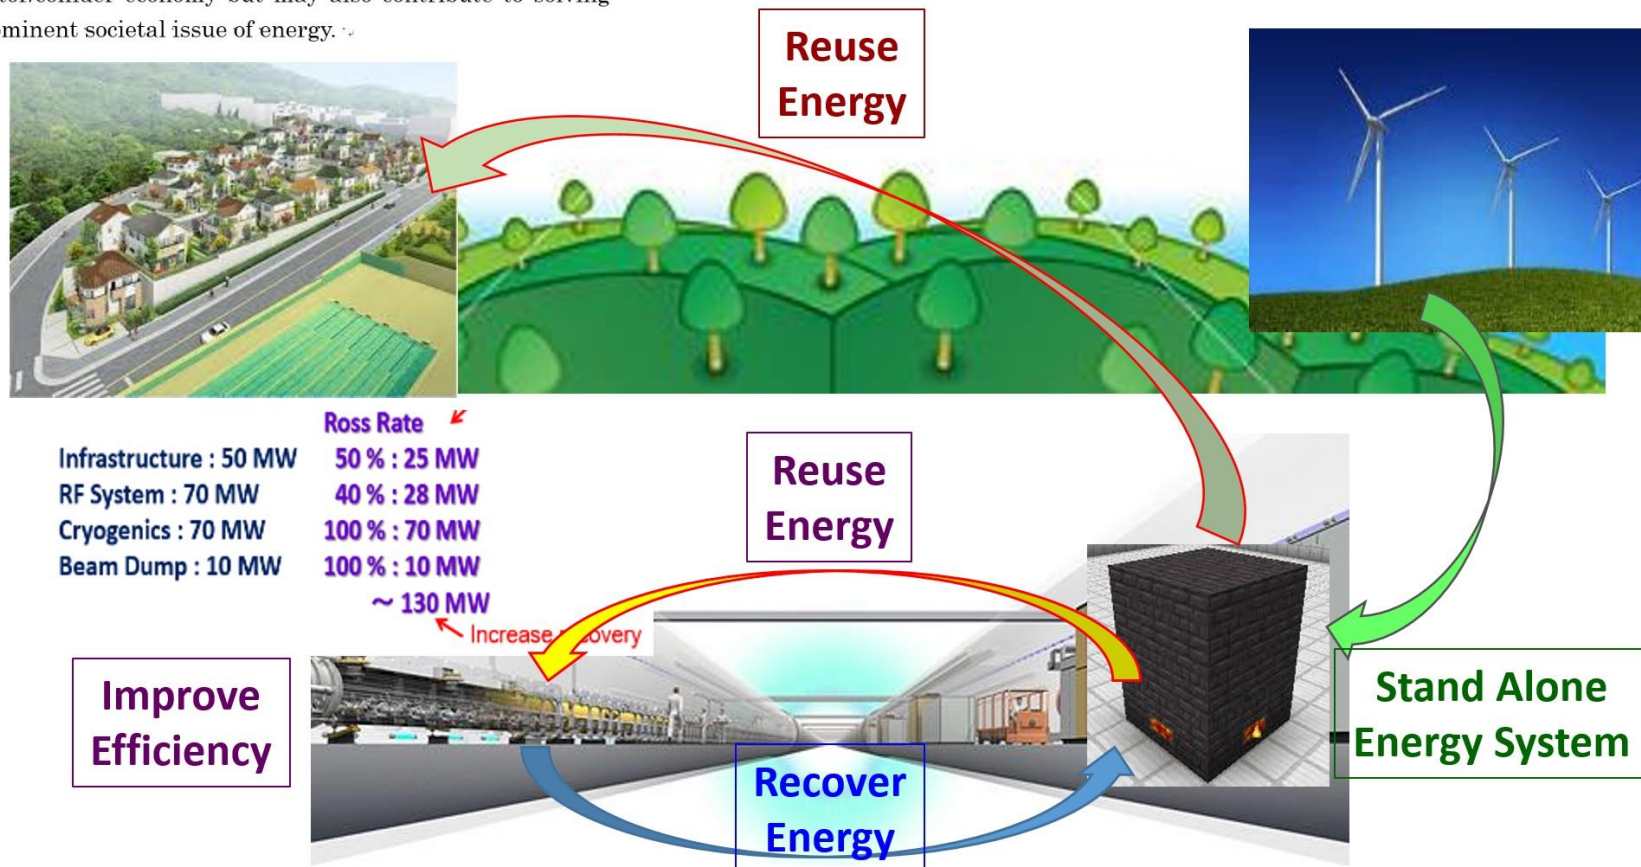 ominent societal issue of energy.
Reuse
Energy
Ross Rate
Infrastructure : 50 MW 50 % : 25 MW
RF System : 70 MW 40 % : 28 MW
Cryogenics : 70 MW 100 % : 70 MW
Beam Dump : 10 MW 100 % : 10 MW
~ 130 MW
Increase
Reuse
Energy
Improve
Efficiency
Recover
Energy
Stand Alone
Energy System